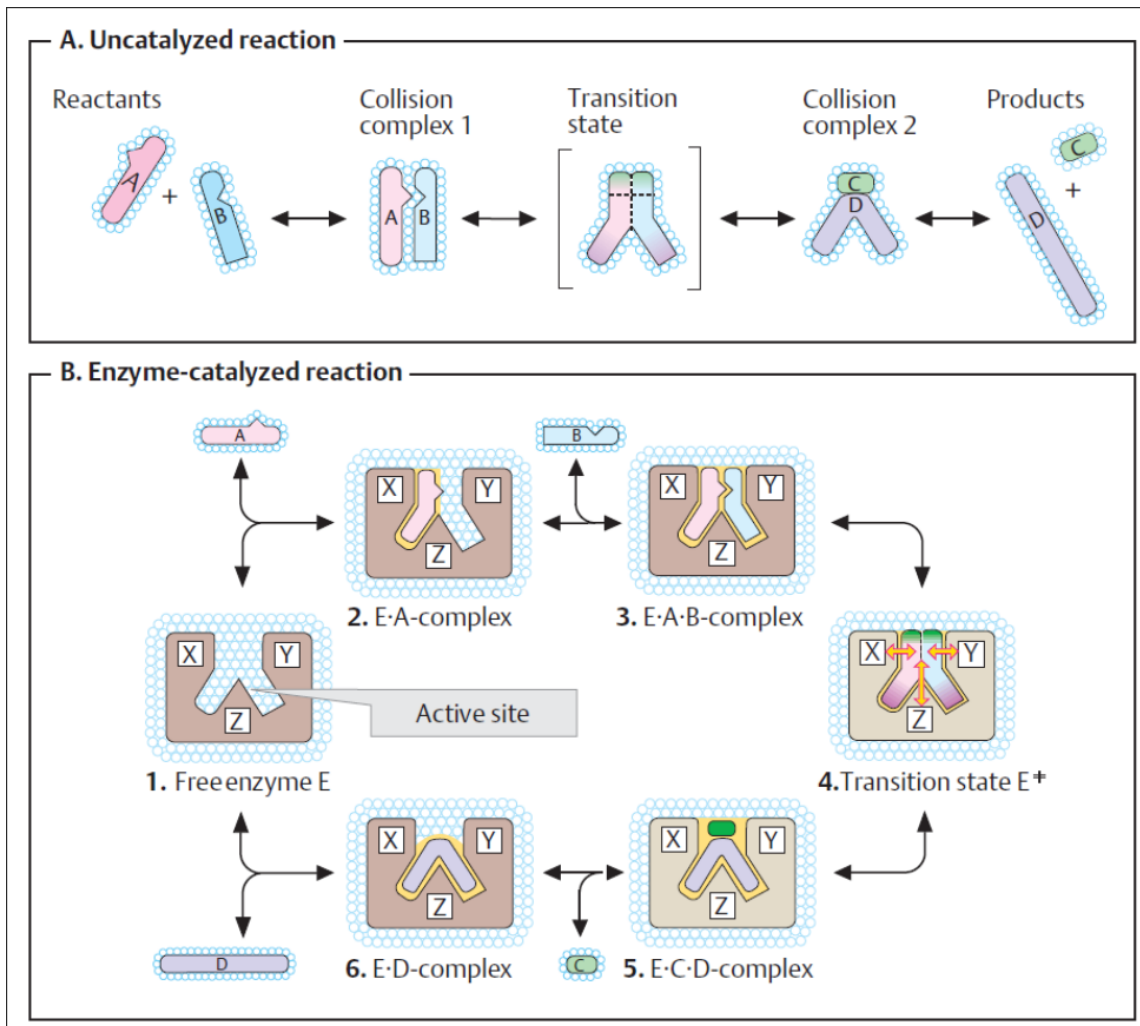 A. Uncatalyzed reaction
Reactants
Collision
complex 1
Transition
state
Collision
complex 2
Products
A
+
B
A
B
C
D
C
+
D
B. Enzyme-catalyzed reaction
A
B
X
Y
Z
2. E·A-complex
X
Y
Z
3. E·A·B-complex
X
Y
Z
Active site
1. Free enzyme E
X
Y
Z
4.Transition state E‡
X
Y
Z
6. E·D-complex
X
Y
Z
5. E·C·D-complex
D
C